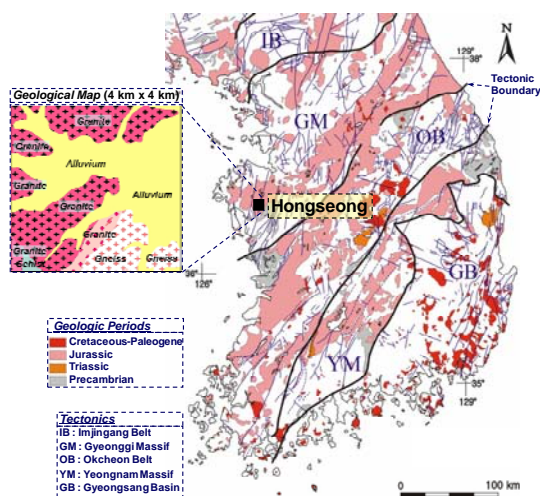 N
129°
38°
IB
Tectonic
Boundary
Geological Map (4 km x 4 km)
GM
OB
Granite
Granite
Alluvium
Granite
Alluvium
Granite
Hongseong
Granite
Granite
Gneiss
Gneiss
Schist
36°
126°
GB
Geologic Periods
Cretaceous-Paleogene
Jurassic
Triassic
Precambrian
YM
35°
129°
Tectonics
IB : Imjingang Belt
GM : Gyeonggi Massif
OB : Okcheon Belt
YM : Yeongnam Massif
GB : Gyeongsang Basin
0 100 km